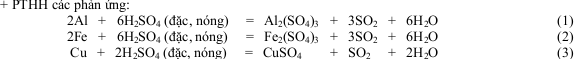 + PTHH các phản ứng:
2Al + 6H₂SO₄ (đặc, nóng) = Al₂(SO₄)₃ + 3SO₂ + 6H₂O (1)
2Fe + 6H₂SO₄ (đặc, nóng) = Fe₂(SO₄)₃ + 3SO₂ + 6H₂O (2)
Cu + 2H₂SO₄ (đặc, nóng) = CuSO₄ + SO₂ + 2H₂O (3)